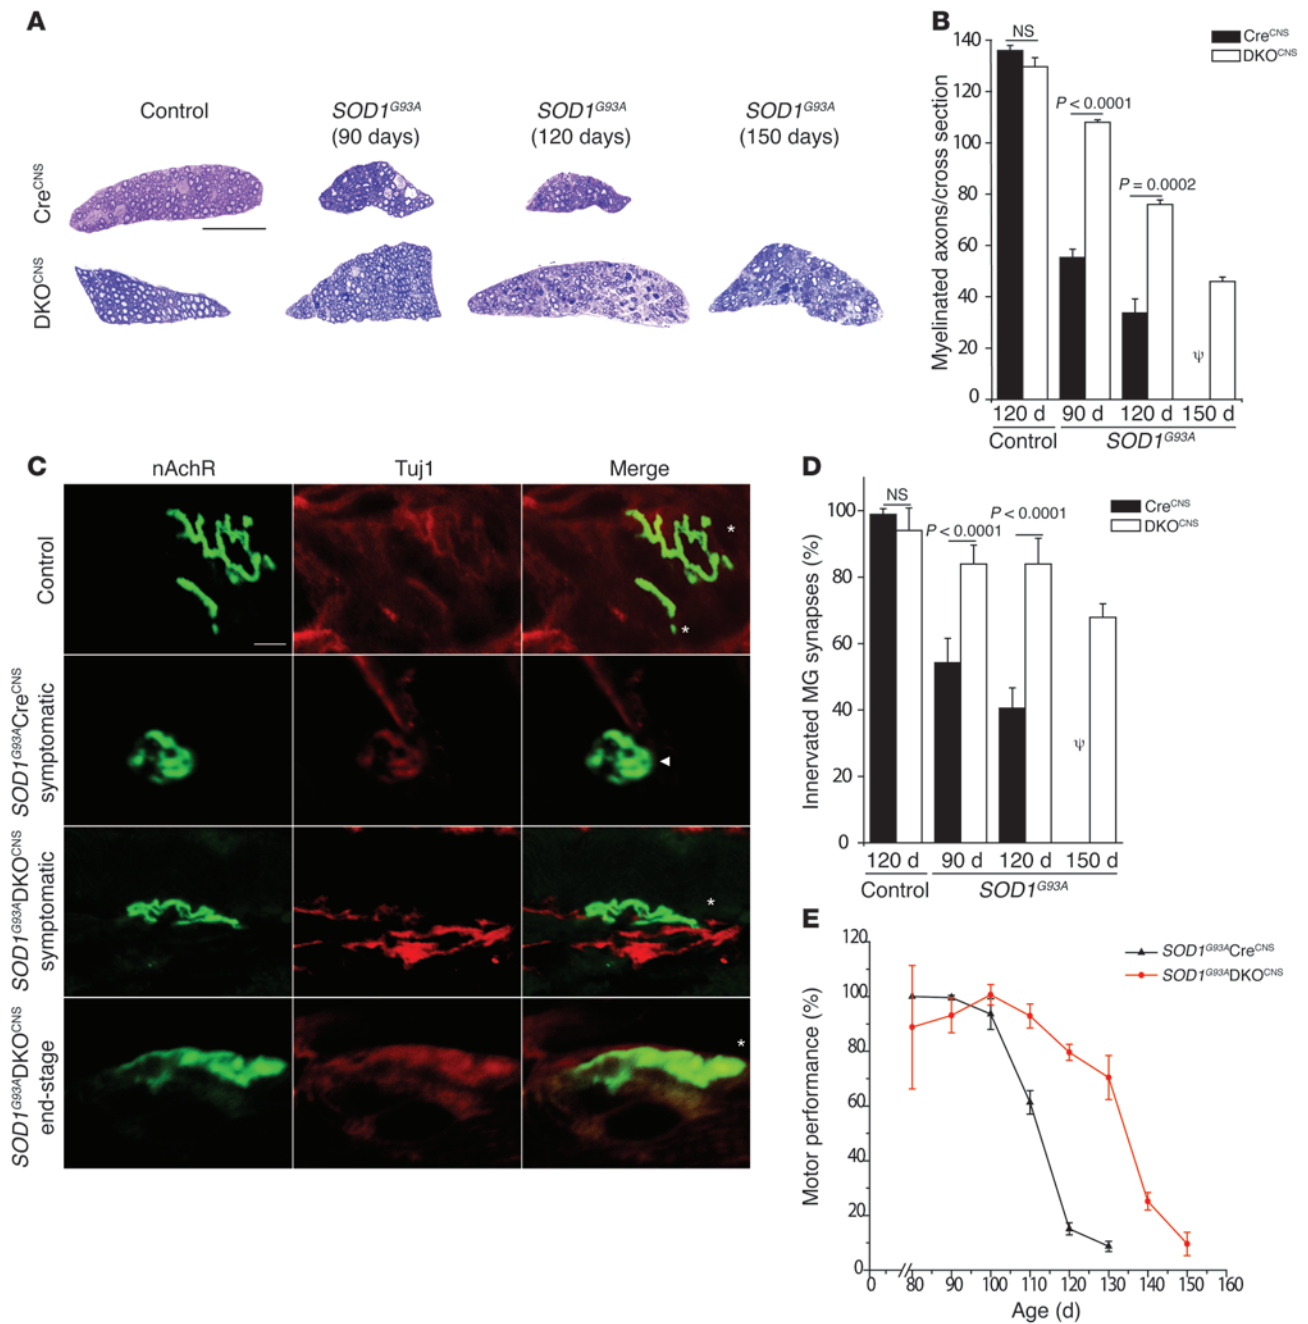 A
Control
SOD1G93A
(90 days)
SOD1G93A
(120 days)
SOD1G93A
(150 days)
CreCNS
DKOCNS
B
CreCNS
DKOCNS
Myelinated axons/cross section
140
120
100
80
60
40
20
0
NS
P < 0.0001
P = 0.0002
ψ
120 d
90 d
120 d
150 d
Control
SOD1G93A
C
nAchR
Tuj1
Merge
Control
SOD1G93ACreCNS
symptomatic
SOD1G93ADKOCNS
symptomatic
SOD1G93ADKOCNS
end-stage
*
*
*
*
D
CreCNS
DKOCNS
Innervated MG synapses (%)
100
80
60
40
20
0
NS
P < 0.0001
P < 0.0001
ψ
120 d
90 d
120 d
150 d
Control
SOD1G93A
E
SOD1G93ACreCNS
SOD1G93ADKOCNS
Motor performance (%)
120
100
80
60
40
20
0
0 80 90 100 110 120 130 140 150 160
Age (d)